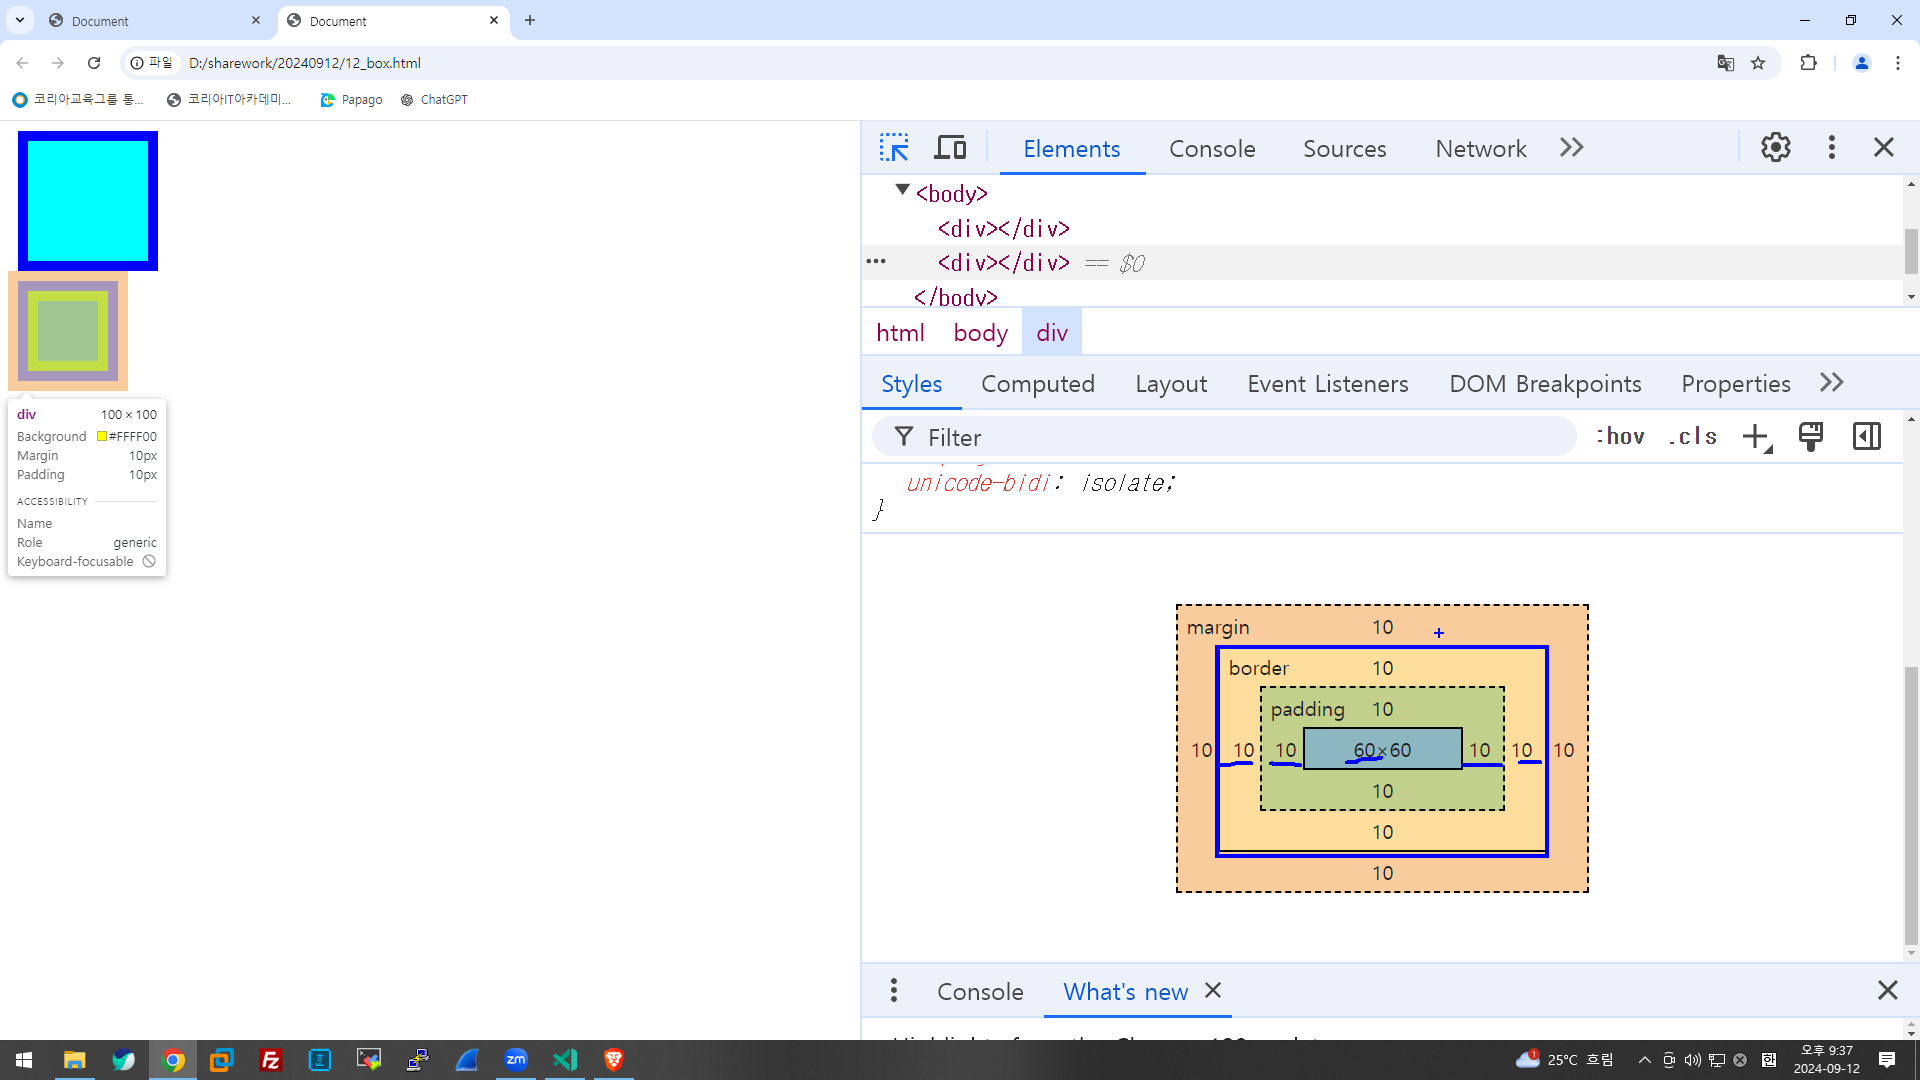 Document
Document
파일
D:/sharework/20240912/12_box.html
코리아교육그룹 통...
코리아IT아카데미...
Papago
ChatGPT
div 100 × 100
Background #FFFF00
Margin 10px
Padding 10px
ACCESSIBILITY
Name
Role generic
Keyboard-focusable
Elements Console Sources Network
<body>
<div></div>
<div></div> == $0
</body>
html body div
Styles Computed Layout Event Listeners DOM Breakpoints Properties
Filter
:hov .cls
unicode-bidi: isolate;
}
margin 10
border 10
padding 10
10 10 10 60×60 10 10 10
10
10
10
Console What's new
25°C 흐림
한
오후 9:37
2024-09-12